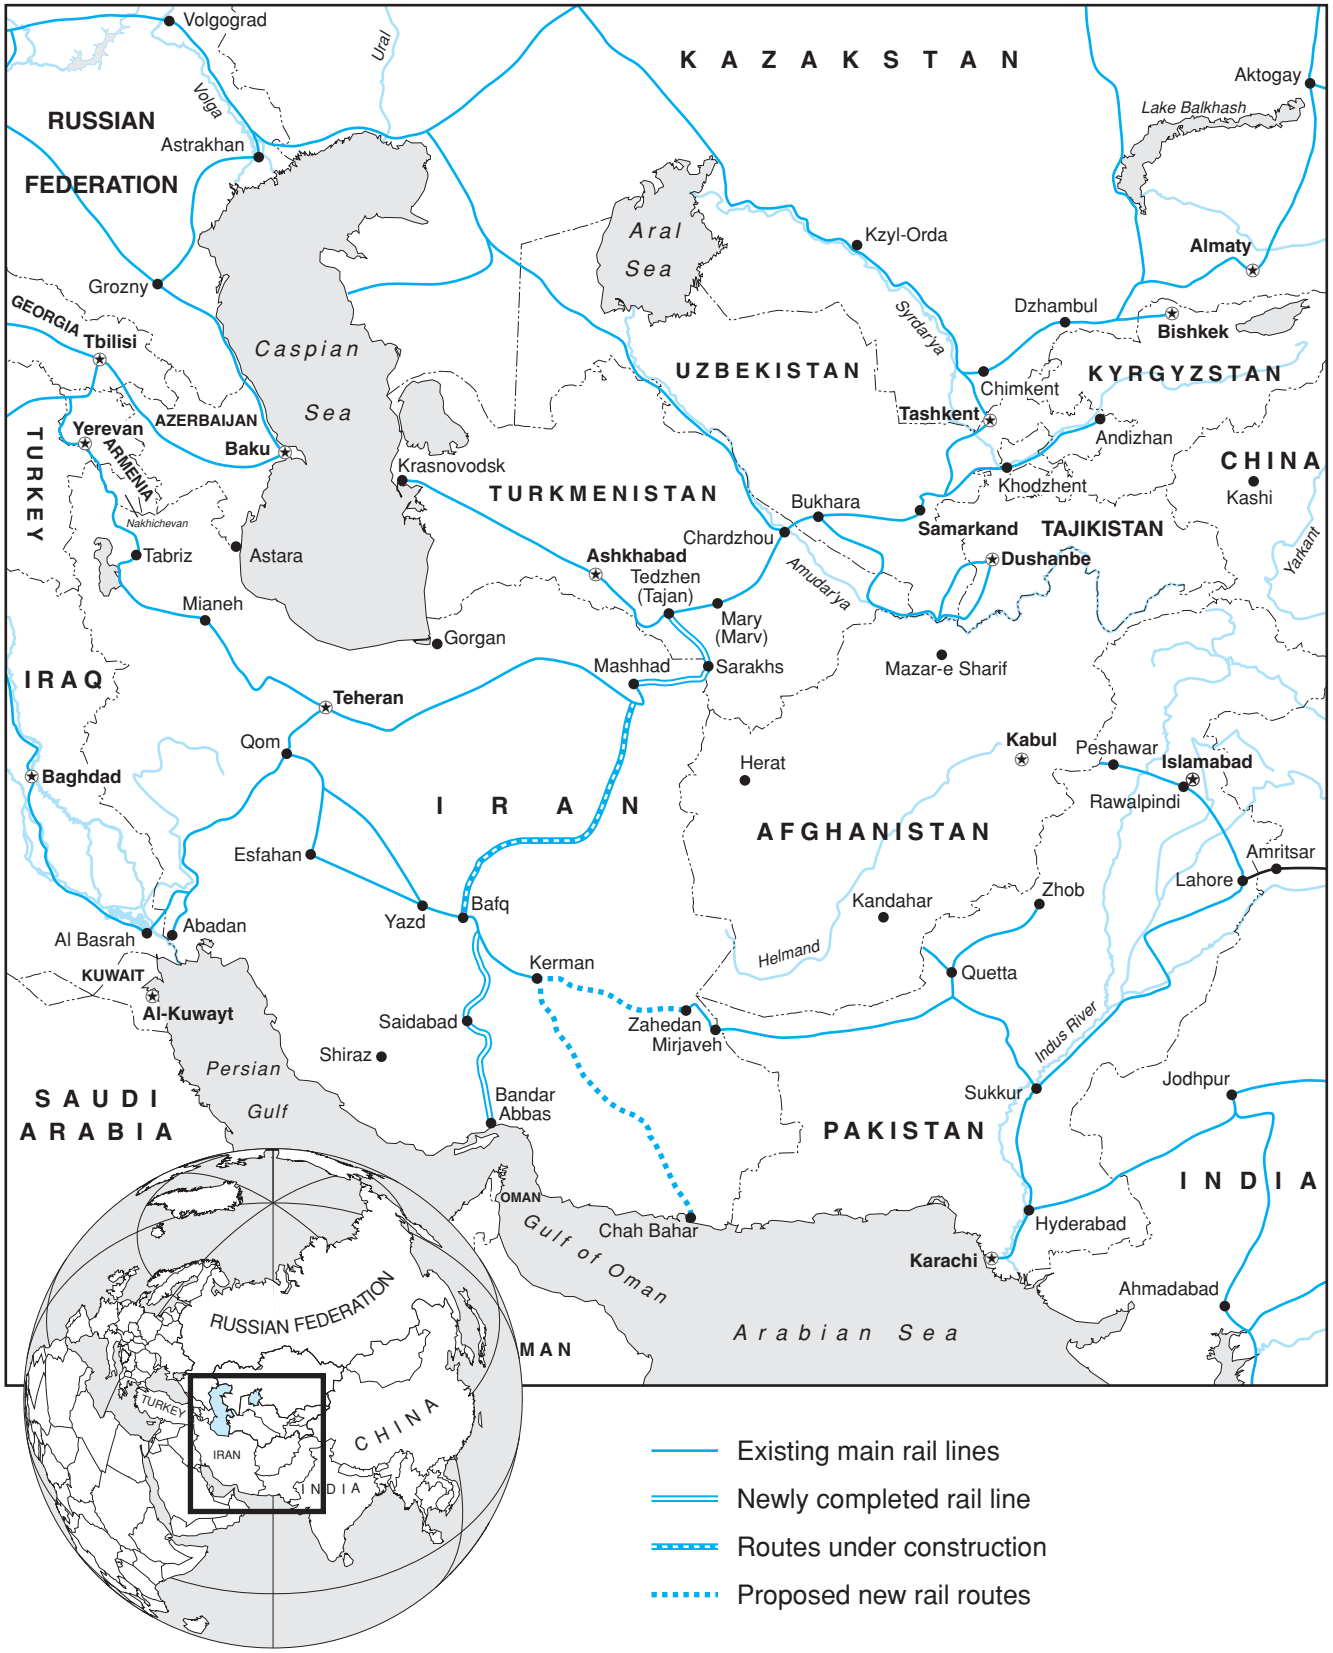 Volgograd
Ural
K A Z A K S T A N
Aktogay
Volga
Lake Balkhash
RUSSIAN
FEDERATION
Astrakhan
Aral
Sea
Kzyl-Orda
Almaty
Grozny
GEORGIA
Tbilisi
Syrdar'ya
Dzhambul
Bishkek
Caspian
Sea
UZBEKISTAN
Chimkent
KYRGYZSTAN
TURKEY
Yerevan
ARMENIA
AZERBAIJAN
Baku
Tashkent
Andizhan
Krasnovodsk
TURKMENISTAN
Khodzhent
CHINA
Kashi
Nakhichevan
Bukhara
Samarkand
TAJIKISTAN
Tabriz
Astara
Chardzhou
Dushanbe
Yarkant
Ashkhabad
Tedzhen
(Tajan)
Amudar'ya
Mianeh
Mary
(Marv)
Gorgan
Mashhad
Sarakhs
Mazar-e Sharif
IRAQ
Teheran
Qom
Kabul
Peshawar
Islamabad
Rawalpindi
Baghdad
Herat
I R A N
AFGHANISTAN
Esfahan
Amritsar
Lahore
Zhob
Kandahar
Yazd
Bafq
Al Basrah
Abadan
Helmand
Quetta
KUWAIT
Al-Kuwayt
Kerman
Saidabad
Zahedan
Mirjaveh
Indus River
Shiraz
Persian
Gulf
Sukkur
Jodhpur
SAUDI
ARABIA
Bandar
Abbas
PAKISTAN
INDIA
OMAN
Chah Bahar
Hyderabad
Gulf of Oman
Karachi
Ahmadabad
Arabian Sea
MAN
RUSSIAN FEDERATION
TURKEY
CHINA
IRAN
INDIA
Existing main rail lines
Newly completed rail line
Routes under construction
Proposed new rail routes